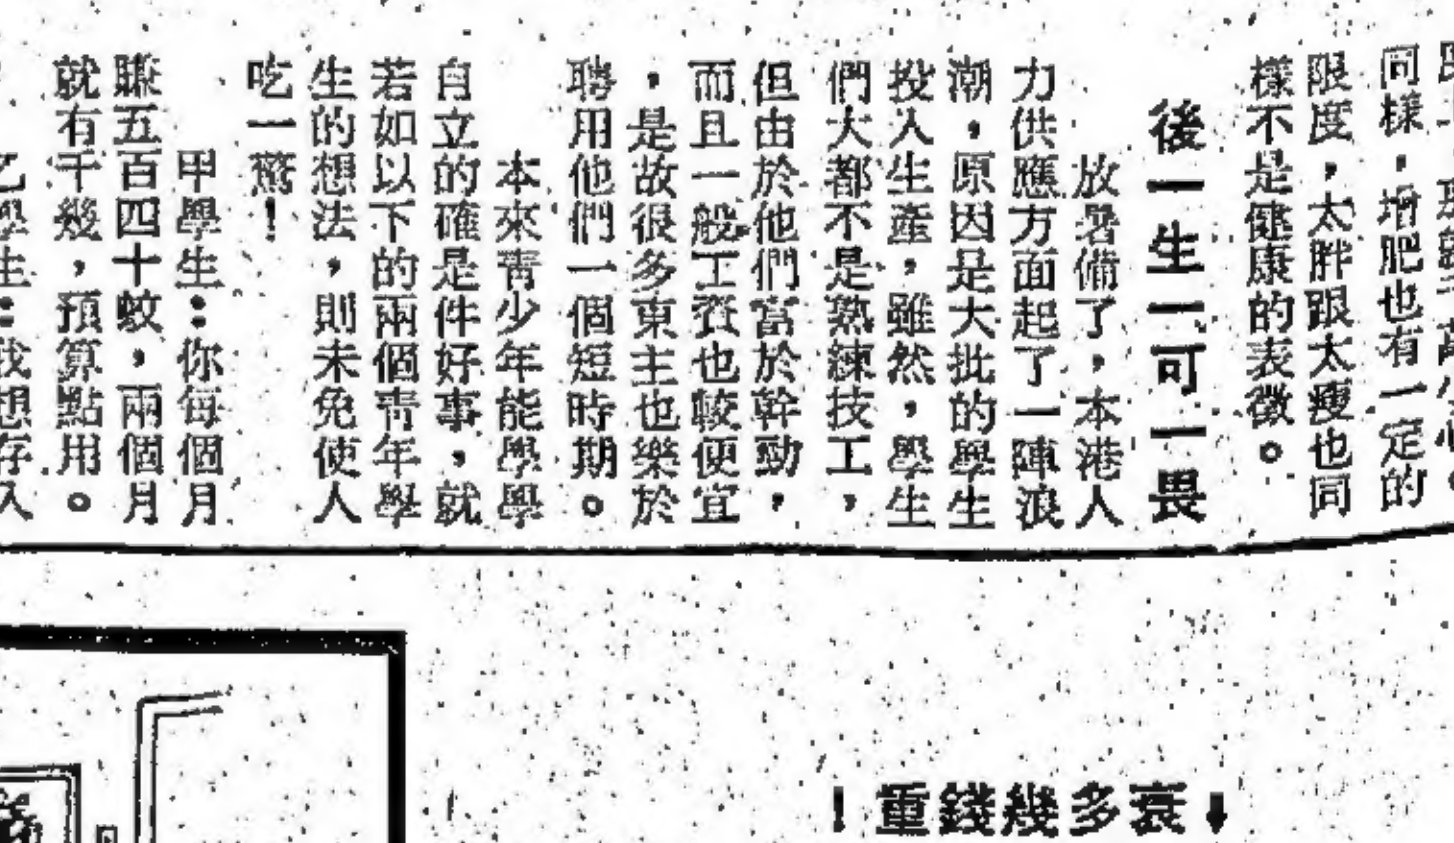 同樣，增肥也有一定的
限度，太胖跟太瘦也同
樣不是健康的表徵。
後一生一可一畏
放暑備了，本港人
力供應方面起了一陣浪
潮，原因是大批的學生
投入生產，雖然，學生
們大都不是熟練技工，
但由於他們富於幹勁，
而且一般工資也較便宜
，是故很多東主也樂於
聘用他們一個短時期。
本來靑少年能學學
自立的確是件好事，就
若如以下的兩個靑年學
生的想法，則未免使人
吃一驚！
甲學生：你每個月
賺五百四十蚊，兩個月
就有千幾，預算點用。
乙學生：我想存入
！重錢幾多衰！